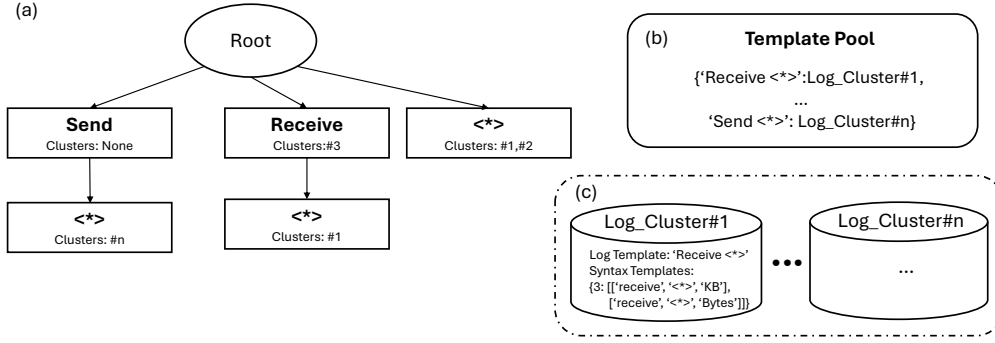 (a)
Root
Send
Clusters: None
Receive
Clusters:#3
<*>
Clusters: #1,#2
<*>
Clusters: #n
<*>
Clusters: #1
(b)
Template Pool
{‘Receive <*>’:Log_Cluster#1,
...
‘Send <*>’: Log_Cluster#n}
(c)
Log_Cluster#1
Log Template: ‘Receive <*>’
Syntax Templates:
{3: [[‘receive’, ‘<*>’, ‘KB’],
[‘receive’, ‘<*>’, ‘Bytes’]]}
•••
Log_Cluster#n
...